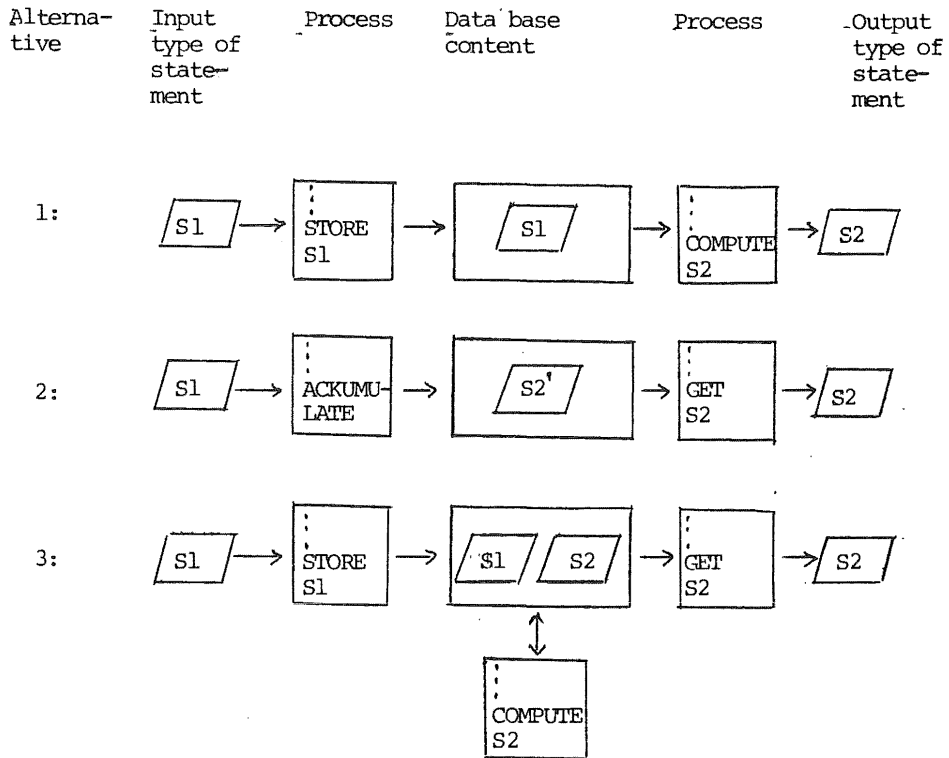 Alterna-
tive
Input
type of
state-
ment
Process
Data base
content
Process
Output
type of
state-
ment
1:
S1
STORE
S1
S1
COMPUTE
S2
S2
2:
S1
ACKUMU-
LATE
S2'
GET
S2
S2
3:
S1
STORE
S1
S1
S2
GET
S2
S2
COMPUTE
S2